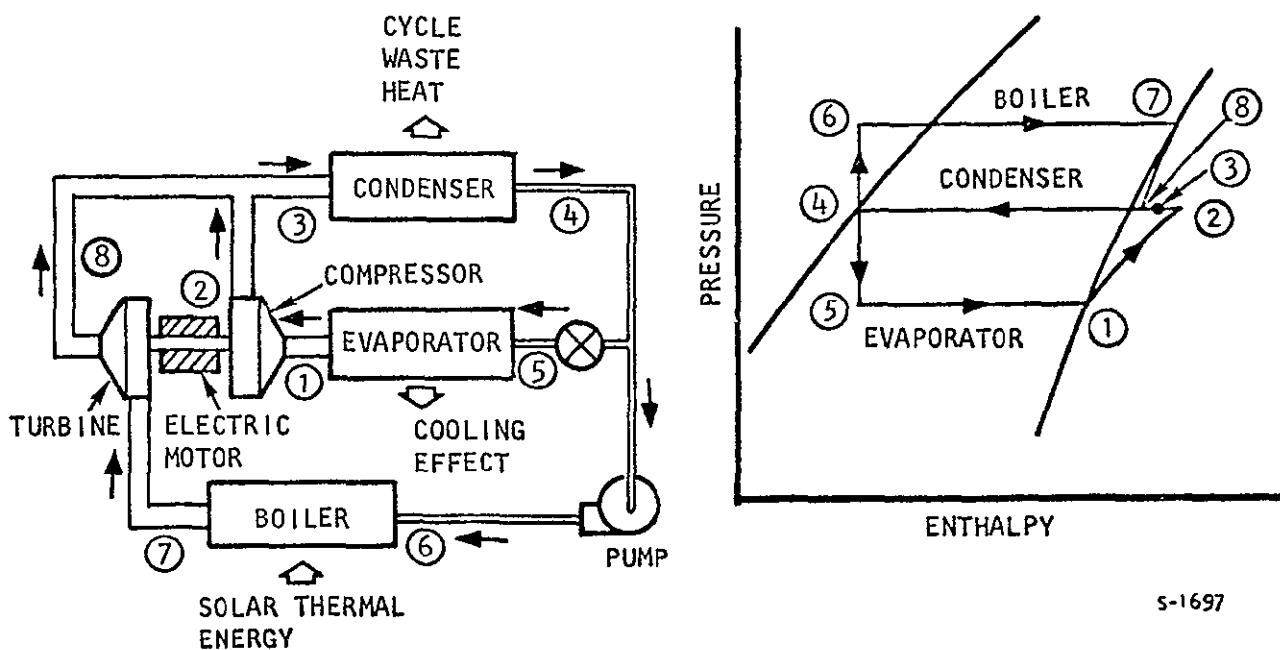 CYCLE
WASTE
HEAT
CONDENSER
③
④
⑧
②
COMPRESSOR
EVAPORATOR
①
⑤
TURBINE
ELECTRIC
MOTOR
COOLING
EFFECT
BOILER
⑦
⑥
PUMP
SOLAR THERMAL
ENERGY
PRESSURE
⑥
BOILER
⑦
⑧
④
CONDENSER
③
②
⑤
EVAPORATOR
①
ENTHALPY
S-1697